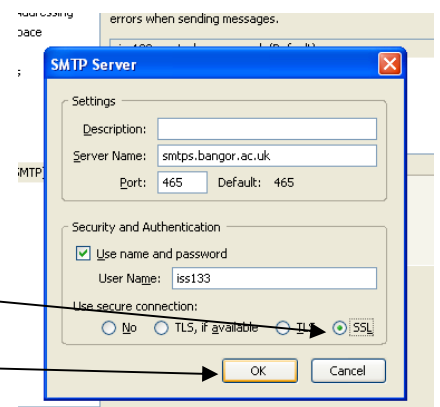 errors when sending messages.
SMTP Server
Settings
Description:
Server Name: smtps.bangor.ac.uk
Port: 465 Default: 465
Security and Authentication
Use name and password
User Name: iss133
Use secure connection:
No TLS, if available TLS SSL
OK Cancel